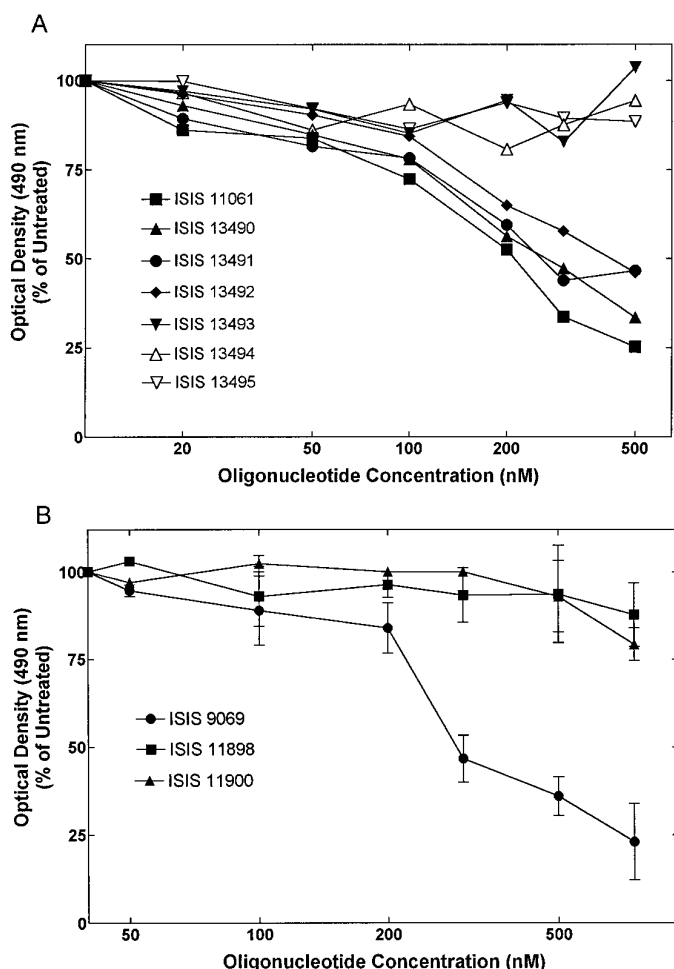 A
Optical Density (490 nm)
(% of Untreated)
100
75
50
25
0
ISIS 11061
ISIS 13490
ISIS 13491
ISIS 13492
ISIS 13493
ISIS 13494
ISIS 13495
20 50 100 200 500
Oligonucleotide Concentration (nM)
B
Optical Density (490 nm)
(% of Untreated)
100
75
50
25
0
ISIS 9069
ISIS 11898
ISIS 11900
50 100 200 500
Oligonucleotide Concentration (nM)